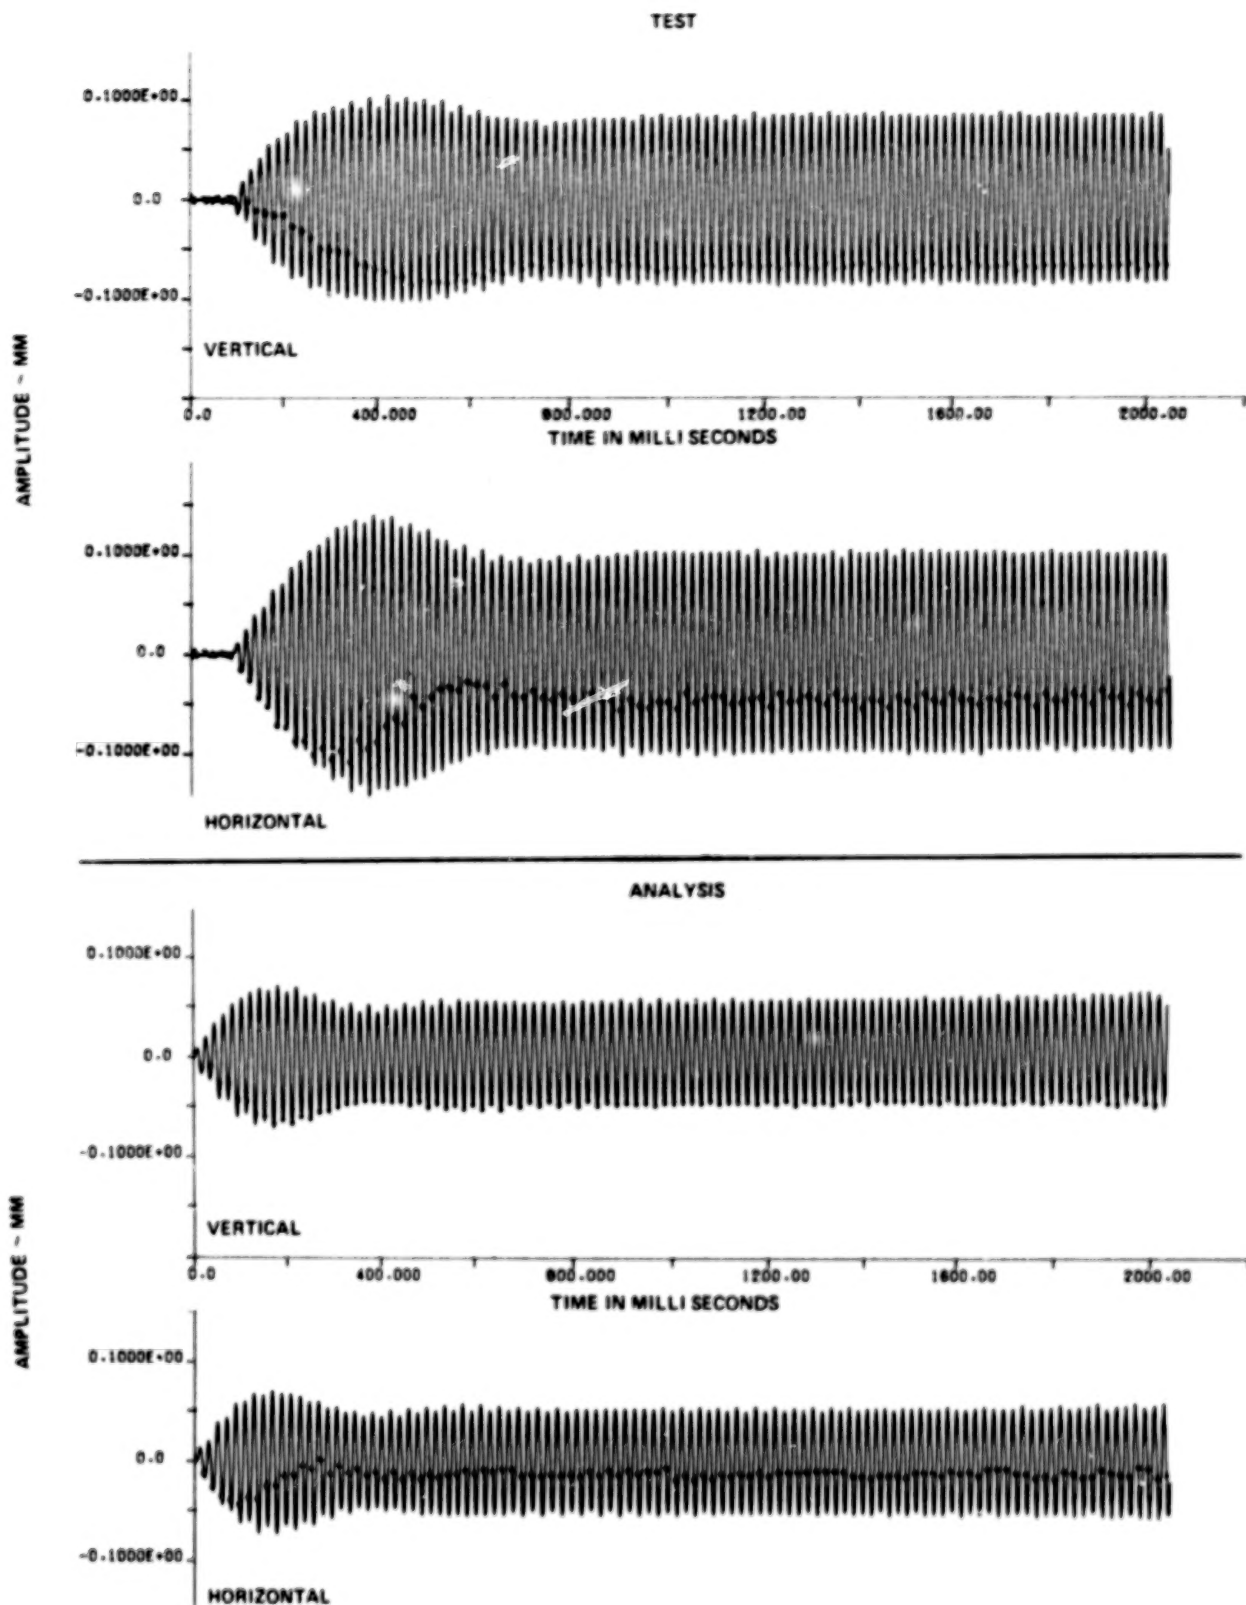 TEST
0.1000E+00
0.0
-0.1000E+00
VERTICAL
AMPLITUDE ~ MM
0.0 400.000 800.000 1200.00 1600.00 2000.00
TIME IN MILLI SECONDS
0.1000E+00
0.0
-0.1000E+00
HORIZONTAL
ANALYSIS
0.1000E+00
0.0
-0.1000E+00
VERTICAL
AMPLITUDE ~ MM
0.0 400.000 800.000 1200.00 1600.00 2000.00
TIME IN MILLI SECONDS
0.1000E+00
0.0
-0.1000E+00
HORIZONTAL